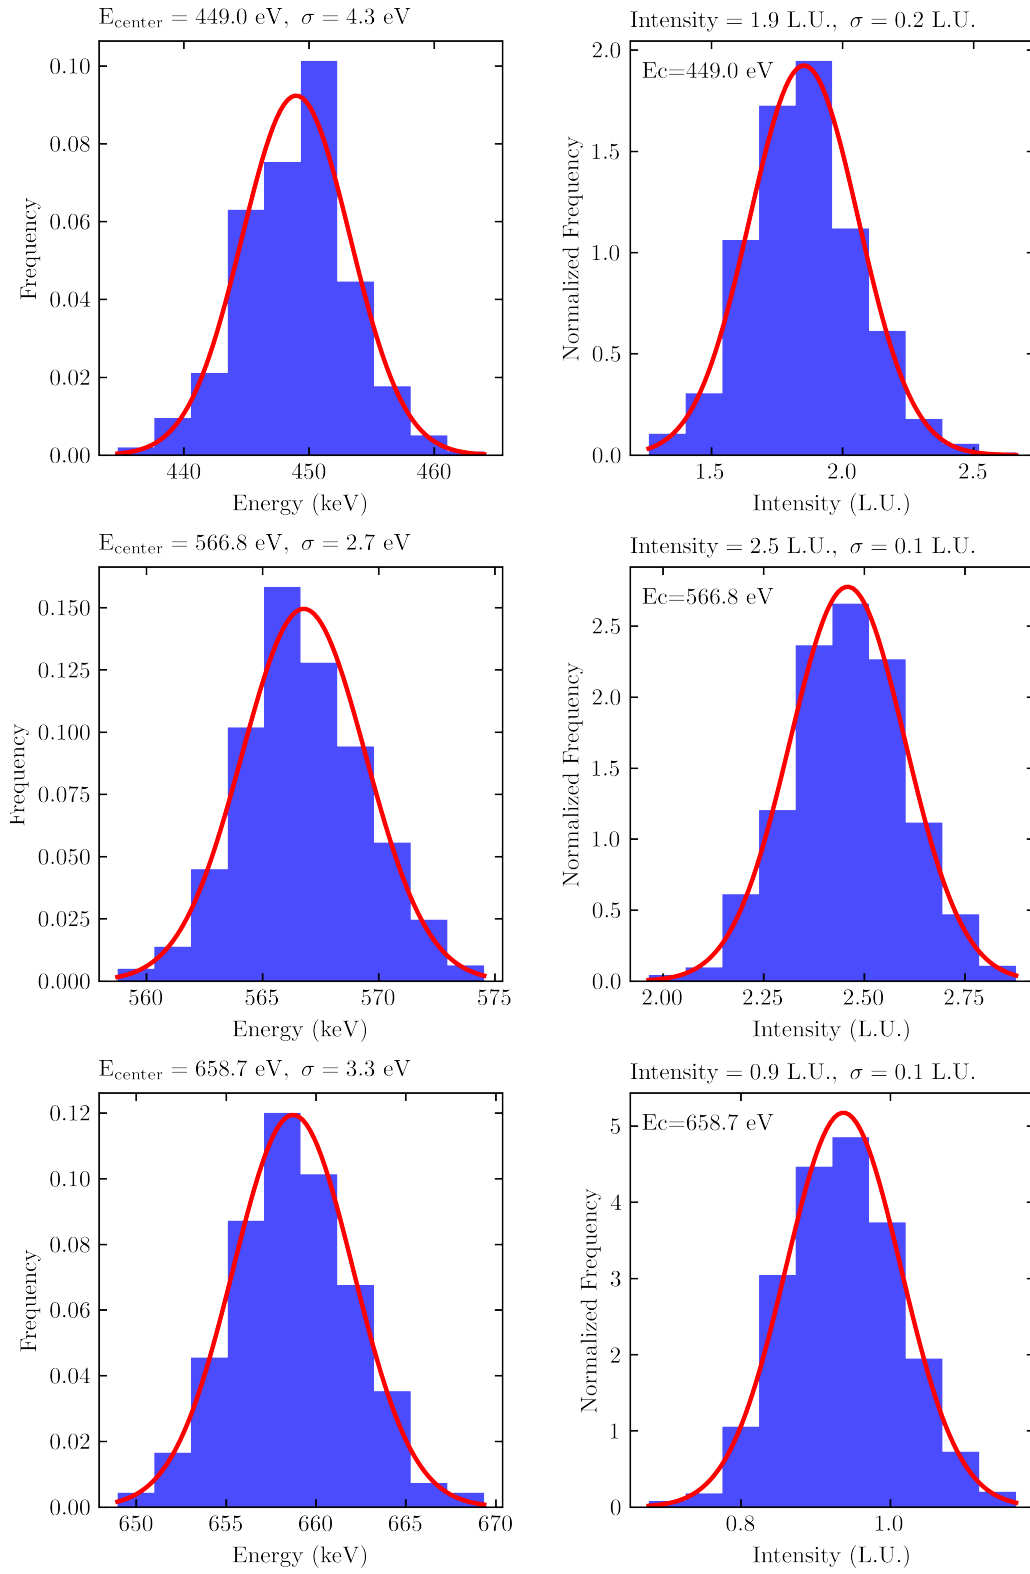 E_center = 449.0 eV, σ = 4.3 eV
0.10
0.08
0.06
0.04
0.02
0.00
Frequency
440 450 460
Energy (keV)
Intensity = 1.9 L.U., σ = 0.2 L.U.
Ec=449.0 eV
2.0
1.5
1.0
0.5
0.0
Normalized Frequency
1.5 2.0 2.5
Intensity (L.U.)
E_center = 566.8 eV, σ = 2.7 eV
0.150
0.125
0.100
0.075
0.050
0.025
0.000
Frequency
560 565 570 575
Energy (keV)
Intensity = 2.5 L.U., σ = 0.1 L.U.
Ec=566.8 eV
2.5
2.0
1.5
1.0
0.5
0.0
Normalized Frequency
2.00 2.25 2.50 2.75
Intensity (L.U.)
E_center = 658.7 eV, σ = 3.3 eV
0.12
0.10
0.08
0.06
0.04
0.02
0.00
Frequency
650 655 660 665 670
Energy (keV)
Intensity = 0.9 L.U., σ = 0.1 L.U.
Ec=658.7 eV
5
4
3
2
1
0
Normalized Frequency
0.8 1.0
Intensity (L.U.)